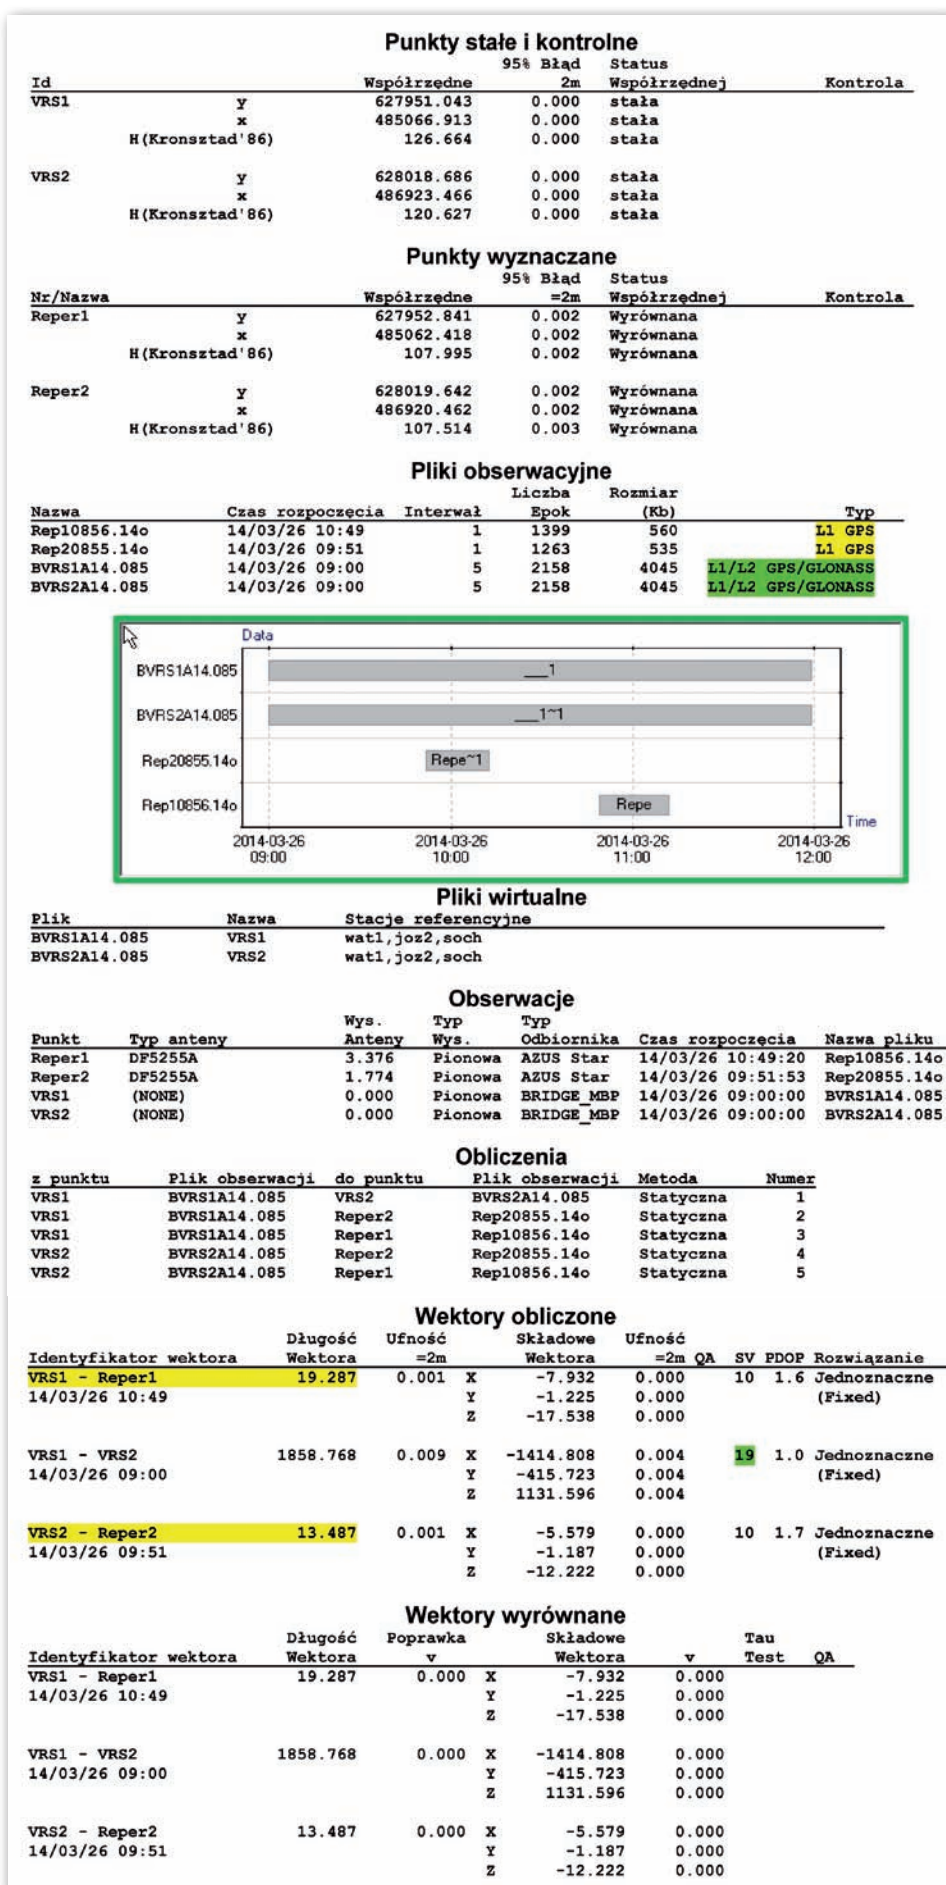 Punkty stałe i kontrolne
95% Błąd Status
Id Współrzędne 2m Współrzędnej Kontrola
VRS1 y 627951.043 0.000 stała
x 485066.913 0.000 stała
H(Kronsztad'86) 126.664 0.000 stała
VRS2 y 628018.686 0.000 stała
x 486923.466 0.000 stała
H(Kronsztad'86) 120.627 0.000 stała
Punkty wyznaczane
95% Błąd Status
Nr/Nazwa Współrzędne =2m Współrzędnej Kontrola
Reper1 y 627952.841 0.002 Wyrównana
x 485062.418 0.002 Wyrównana
H(Kronsztad'86) 107.995 0.002 Wyrównana
Reper2 y 628019.642 0.002 Wyrównana
x 486920.462 0.002 Wyrównana
H(Kronsztad'86) 107.514 0.003 Wyrównana
Pliki obserwacyjne
Liczba Rozmiar
Nazwa Czas rozpoczęcia Interwał Epok (Kb) Typ
Rep10856.14o 14/03/26 10:49 1 1399 560 L1 GPS
Rep20855.14o 14/03/26 09:51 1 1263 535 L1 GPS
BVRS1A14.085 14/03/26 09:00 5 2158 4045 L1/L2 GPS/GLONASS
BVRS2A14.085 14/03/26 09:00 5 2158 4045 L1/L2 GPS/GLONASS
Data
BVRS1A14.085 ___1
BVRS2A14.085 ___1~1
Rep20855.14o Repe~1
Rep10856.14o Repe
Time
2014-03-26 2014-03-26 2014-03-26 2014-03-26
09:00 10:00 11:00 12:00
Pliki wirtualne
Plik Nazwa Stacje referencyjne
BVRS1A14.085 VRS1 wat1,joz2,soch
BVRS2A14.085 VRS2 wat1,joz2,soch
Obserwacje
Wys. Typ Typ
Punkt Typ anteny Anteny Wys. Odbiornika Czas rozpoczęcia Nazwa pliku
Reper1 DF5255A 3.376 Pionowa AZUS Star 14/03/26 10:49:20 Rep10856.14o
Reper2 DF5255A 1.774 Pionowa AZUS Star 14/03/26 09:51:53 Rep20855.14o
VRS1 (NONE) 0.000 Pionowa BRIDGE_MBP 14/03/26 09:00:00 BVRS1A14.085
VRS2 (NONE) 0.000 Pionowa BRIDGE_MBP 14/03/26 09:00:00 BVRS2A14.085
Obliczenia
z punktu Plik obserwacji do punktu Plik obserwacji Metoda Numer
VRS1 BVRS1A14.085 VRS2 BVRS2A14.085 Statyczna 1
VRS1 BVRS1A14.085 Reper2 Rep20855.14o Statyczna 2
VRS1 BVRS1A14.085 Reper1 Rep10856.14o Statyczna 3
VRS2 BVRS2A14.085 Reper2 Rep20855.14o Statyczna 4
VRS2 BVRS2A14.085 Reper1 Rep10856.14o Statyczna 5
Wektory obliczone
Długość Ufność Składowe Ufność
Identyfikator wektora Wektora =2m Wektora =2m QA SV PDOP Rozwiązanie
VRS1 - Reper1 19.287 0.001 X -7.932 0.000 10 1.6 Jednoznaczne
14/03/26 10:49 Y -1.225 0.000 (Fixed)
Z -17.538 0.000
VRS1 - VRS2 1858.768 0.009 X -1414.808 0.004 19 1.0 Jednoznaczne
14/03/26 09:00 Y -415.723 0.004 (Fixed)
Z 1131.596 0.004
VRS2 - Reper2 13.487 0.001 X -5.579 0.000 10 1.7 Jednoznaczne
14/03/26 09:51 Y -1.187 0.000 (Fixed)
Z -12.222 0.000
Wektory wyrównane
Długość Poprawka Składowe Tau
Identyfikator wektora Wektora v Wektora v Test QA
VRS1 - Reper1 19.287 0.000 X -7.932 0.000
14/03/26 10:49 Y -1.225 0.000
Z -17.538 0.000
VRS1 - VRS2 1858.768 0.000 X -1414.808 0.000
14/03/26 09:00 Y -415.723 0.000
Z 1131.596 0.000
VRS2 - Reper2 13.487 0.000 X -5.579 0.000
14/03/26 09:51 Y -1.187 0.000
Z -12.222 0.000